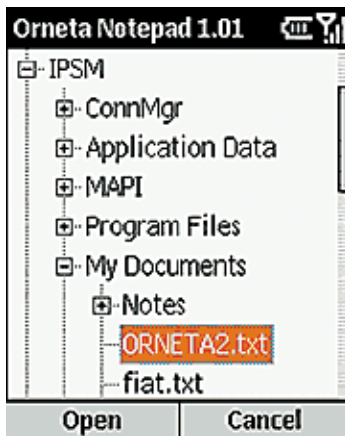 Orneta Notepad 1.01
IPSM
ConnMgr
Application Data
MAPI
Program Files
My Documents
Notes
ORNETA2.txt
fiat.txt
Open Cancel